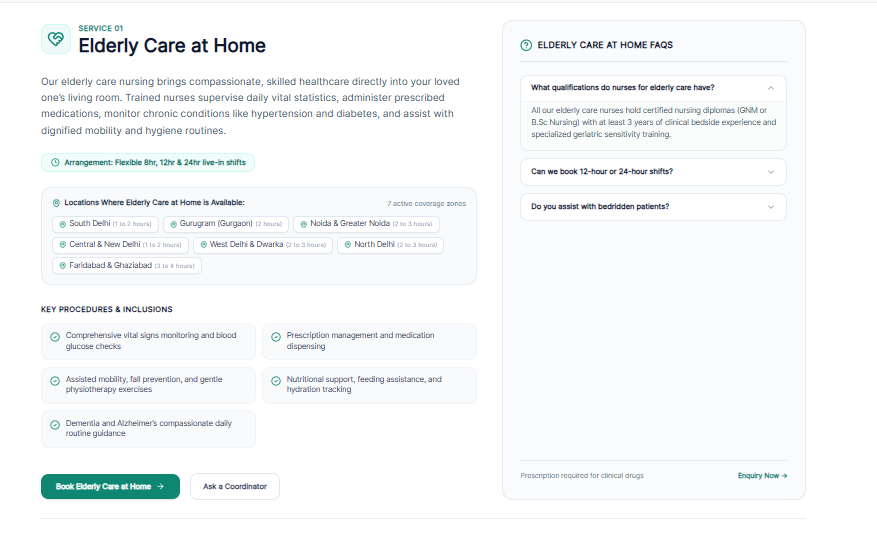 SERVICE 01
Elderly Care at Home
Our elderly care nursing brings compassionate, skilled healthcare directly into your loved
one's living room. Trained nurses supervise daily vital statistics, administer prescribed
medications, monitor chronic conditions like hypertension and diabetes, and assist with
dignified mobility and hygiene routines.
Arrangement: Flexible 8hr, 12hr & 24hr live-in shifts
Locations Where Elderly Care at Home is Available:
7 active coverage zones
South Delhi (1 to 2 hours)
Gurugram (Gurgaon) (2 hours)
Noida & Greater Noida (2 to 3 hours)
Central & New Delhi (1 to 2 hours)
West Delhi & Dwarka (2 to 3 hours)
North Delhi (2 to 3 hours)
Faridabad & Ghaziabad (3 to 4 hours)
KEY PROCEDURES & INCLUSIONS
Comprehensive vital signs monitoring and blood
glucose checks
Prescription management and medication
dispensing
Assisted mobility, fall prevention, and gentle
physiotherapy exercises
Nutritional support, feeding assistance, and
hydration tracking
Dementia and Alzheimer's compassionate daily
routine guidance
Book Elderly Care at Home →
Ask a Coordinator
ELDERLY CARE AT HOME FAQS
What qualifications do nurses for elderly care have?
All our elderly care nurses hold certified nursing diplomas (GNM or
B.Sc Nursing) with at least 3 years of clinical bedside experience and
specialized geriatric sensitivity training.
Can we book 12-hour or 24-hour shifts?
Do you assist with bedridden patients?
Prescription required for clinical drugs
Enquiry Now →